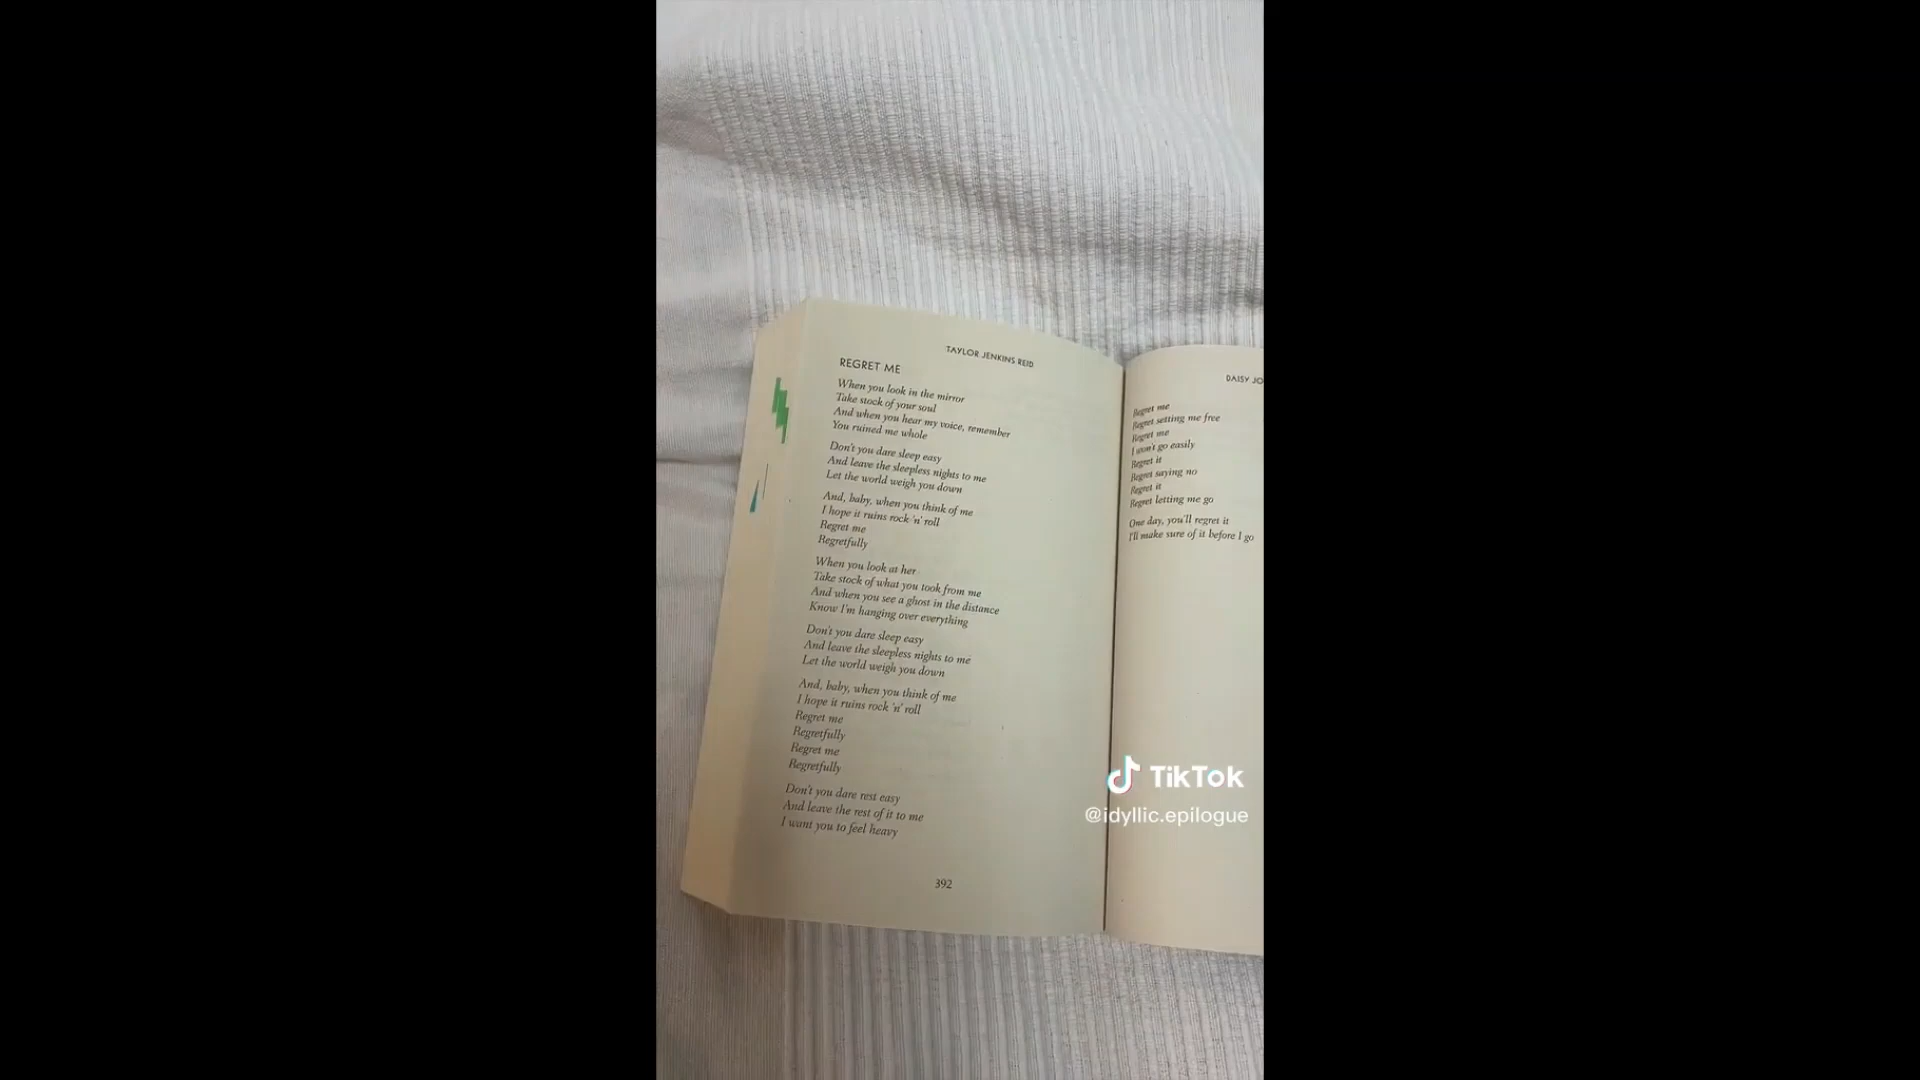 TAYLOR JENKINS REID
REGRET ME
When you look in the mirror
Take stock of your soul
And when you hear my voice, remember
You ruined me whole
Don't you dare sleep easy
And leave the sleepless nights to me
Let the world weigh you down
And, baby, when you think of me
I hope it ruins rock 'n' roll
Regret me
Regretfully
When you look at her
Take stock of what you took from me
And when you see a ghost in the distance
Know I'm hanging over everything
Don't you dare sleep easy
And leave the sleepless nights to me
Let the world weigh you down
And, baby, when you think of me
I hope it ruins rock 'n' roll
Regret me
Regretfully
Regret me
Regretfully
Don't you dare rest easy
And leave the rest of it to me
I want you to feel heavy
392
DAISY JO
Regret me
Regret setting me free
Regret me
I won't go easily
Regret it
Regret saying no
Regret it
Regret letting me go
One day, you'll regret it
I'll make sure of it before I go
TikTok
@idyllic.epilogue